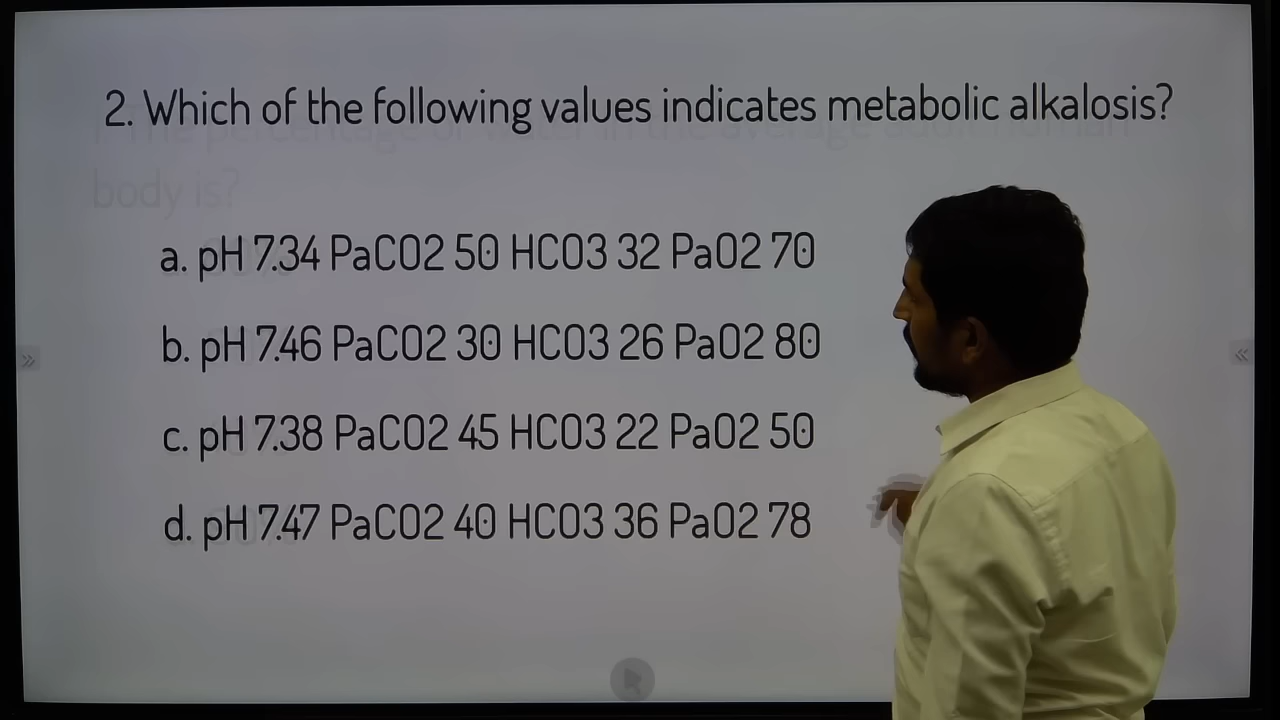 2. Which of the following values indicates metabolic alkalosis?
body is?
a. pH 7.34 PaCO2 50 HCO3 32 PaO2 70
b. pH 7.46 PaCO2 30 HCO3 26 PaO2 80
c. pH 7.38 PaCO2 45 HCO3 22 PaO2 50
d. pH 7.47 PaCO2 40 HCO3 36 PaO2 78